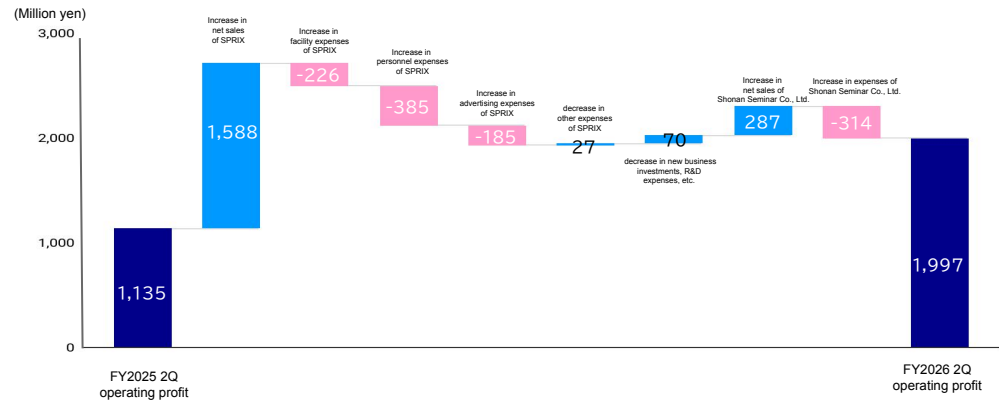 (Million yen)
3,000
2,000
1,000
0
1,135
FY2025 2Q
operating profit
Increase in
net sales
of SPRIX
1,588
Increase in
facility expenses
of SPRIX
-226
Increase in
personnel expenses
of SPRIX
-385
Increase in
advertising expenses
of SPRIX
-185
decrease in
other expenses
of SPRIX
27
70
decrease in new business
investments, R&D
expenses, etc.
Increase in
net sales of
Shonan Seminar Co., Ltd.
287
Increase in expenses of
Shonan Seminar Co., Ltd.
-314
1,997
FY2026 2Q
operating profit